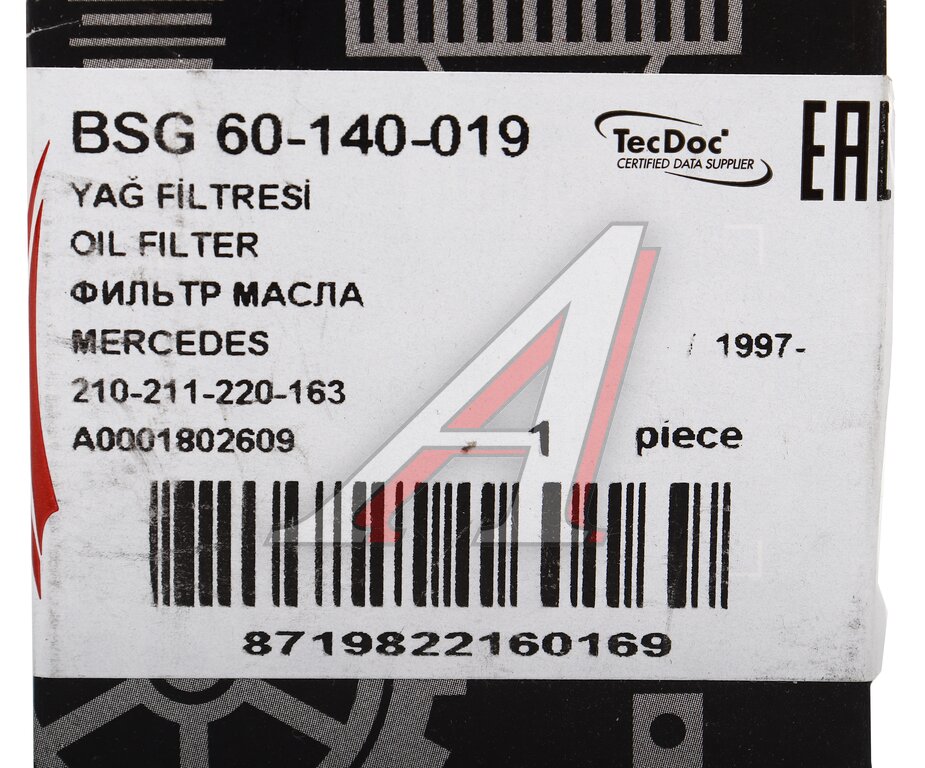 BSG 60-140-019
TecDoc
CERTIFIED DATA SUPPLIER
EAC
YAĞ FİLTRESİ
OIL FILTER
ФИЛЬТР МАСЛА
MERCEDES / 1997-
210-211-220-163
A0001802609 , 1 piece
8719822160169